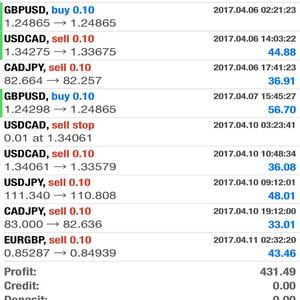 GBPUSD, buy 0.10 2017.04.06 02:21:23
1.24865 → 1.24865
USDCAD, sell 0.10 2017.04.06 14:03:22
1.34275 → 1.33675 44.88
CADJPY, sell 0.10 2017.04.06 17:41:23
82.664 → 82.257 36.91
GBPUSD, buy 0.10 2017.04.07 15:45:27
1.24298 → 1.24865 56.70
USDCAD, sell stop 2017.04.10 03:23:41
0.01 at 1.34061
USDCAD, sell 0.10 2017.04.10 10:48:34
1.34061 → 1.33579 36.08
USDJPY, sell 0.10 2017.04.10 09:12:01
111.340 → 110.808 48.01
CADJPY, sell 0.10 2017.04.10 19:12:00
83.000 → 82.636 33.01
EURGBP, sell 0.10 2017.04.11 02:32:20
0.85287 → 0.84939 43.46
Profit: 431.49
Credit: 0.00
Deposit: 0.00